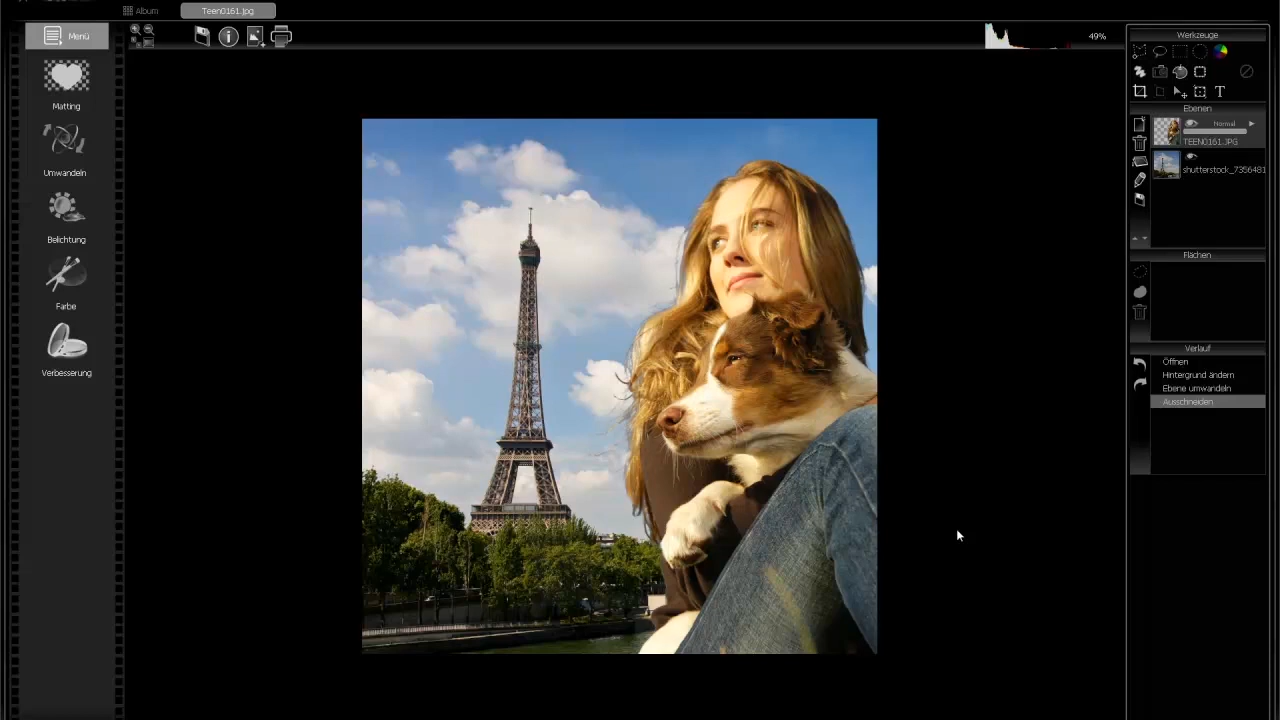 Album
Teen0161.jpg
Menü
49%
Matting
Umwandeln
Belichtung
Farbe
Verbesserung
Werkzeuge
T
Ebenen
Normal
TEEN0161.JPG
shutterstock_7356481
Flächen
Verlauf
Öffnen
Hintergrund ändern
Ebene umwandeln
Ausschneiden